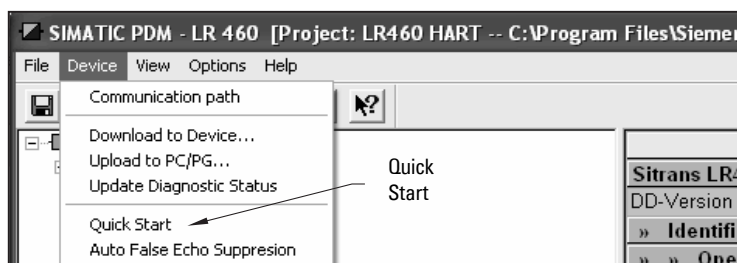 SIMATIC PDM - LR 460 [Project: LR460 HART -- C:\Program Files\Siemen
File Device View Options Help
Communication path
Download to Device...
Upload to PC/PG...
Update Diagnostic Status
Quick Start
Auto False Echo Suppresion
Quick
Start
Sitrans LR4
DD-Version
» Identifi
» » Ope